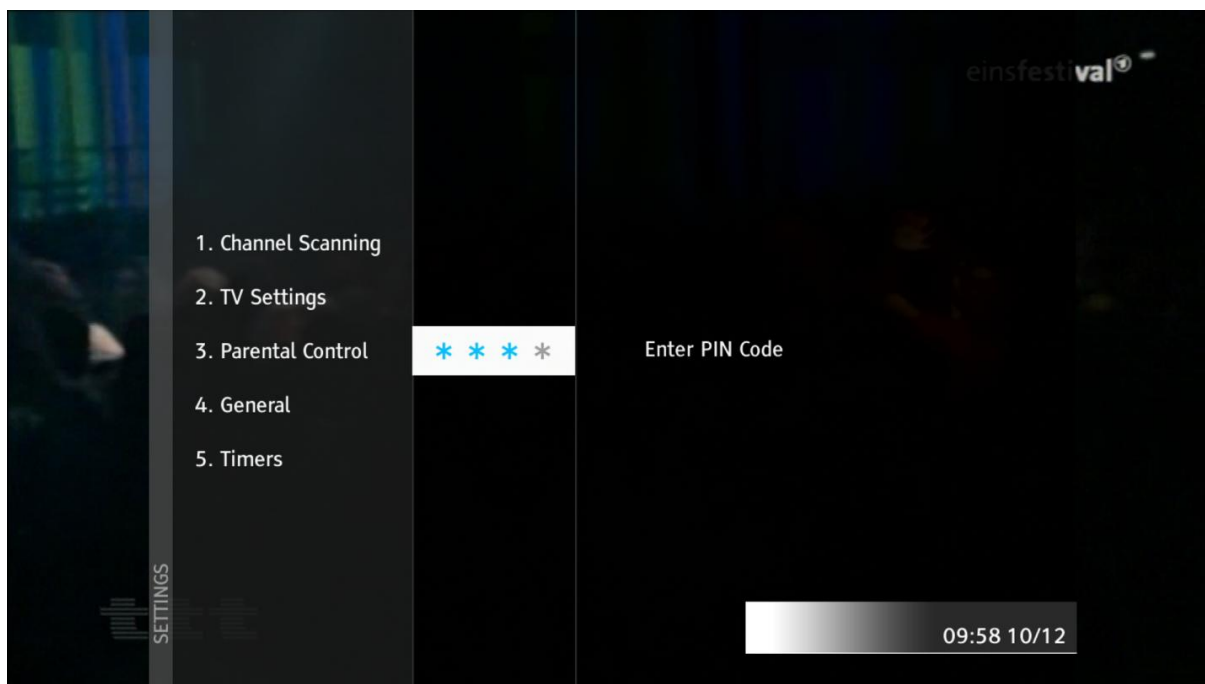 einsfestival
1. Channel Scanning
2. TV Settings
3. Parental Control
* * * *
Enter PIN Code
4. General
5. Timers
SETTINGS
ttt
09:58 10/12